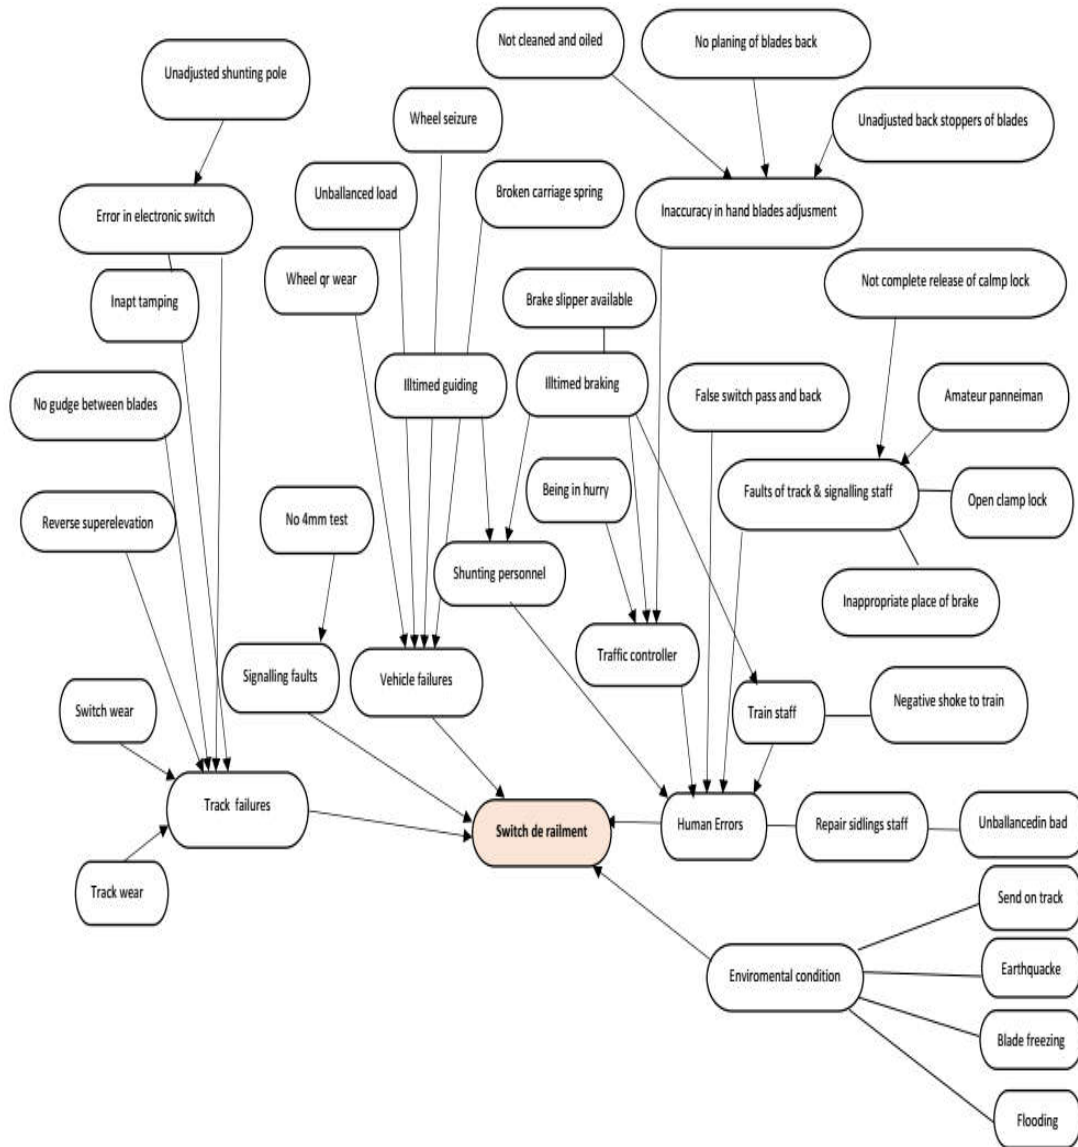 Not cleaned and oiled
No planing of blades back
Unadjusted shunting pole
Wheel seizure
Unadjusted back stoppers of blades
Unballanced load
Broken carriage spring
Error in electronic switch
Inaccuracy in hand blades adjusment
Wheel qr wear
Not complete release of calmp lock
Inapt tamping
Brake slipper available
Illtimed guiding
Illtimed braking
False switch pass and back
Amateur panneiman
No gudge between blades
Being in hurry
Faults of track & signalling staff
Open clamp lock
Reverse superelevation
No 4mm test
Shunting personnel
Inappropriate place of brake
Traffic controller
Signalling faults
Vehicle failures
Negative shoke to train
Switch wear
Train staff
Track failures
Switch de railment
Human Errors
Repair sidlings staff
Unballancedin bad
Track wear
Send on track
Enviromental condition
Earthquacke
Blade freezing
Flooding